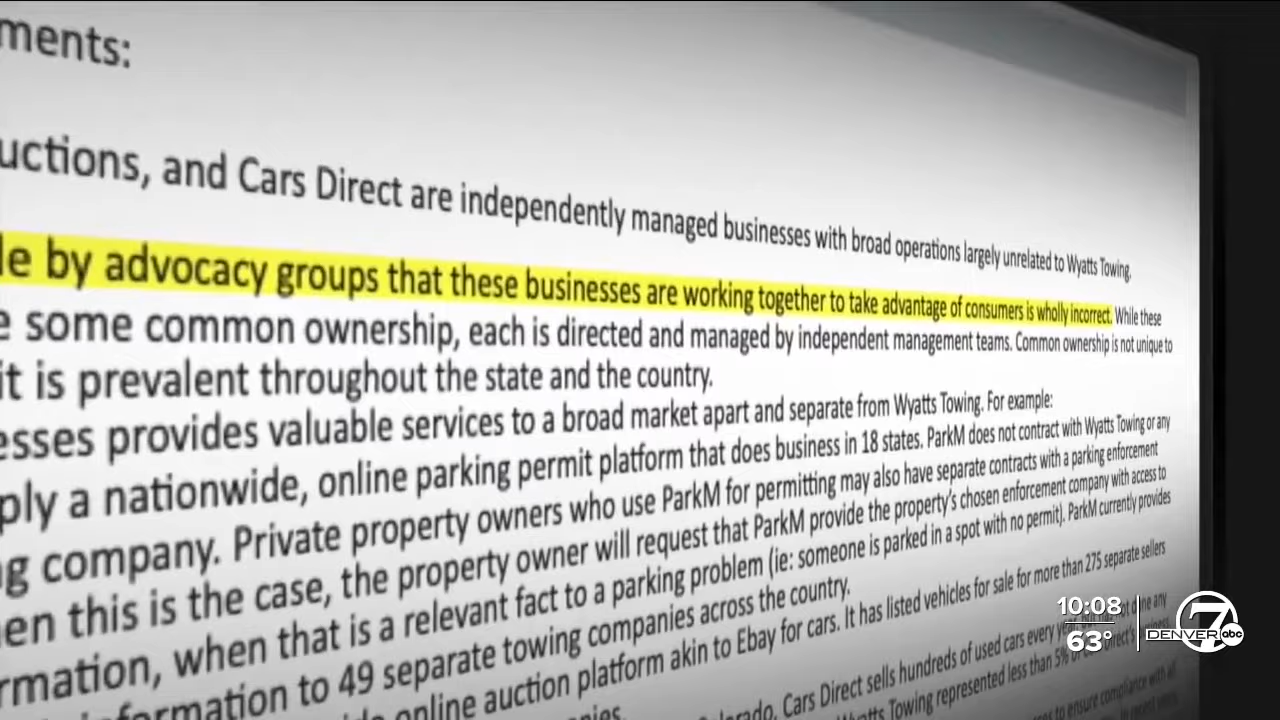 ments:
uctions, and Cars Direct are independently managed businesses with broad operations largely unrelated to Wyatts Towing.
le by advocacy groups that these businesses are working together to take advantage of consumers is wholly incorrect. While these
e some common ownership, each is directed and managed by independent management teams. Common ownership is not unique to
it is prevalent throughout the state and the country.
esses provides valuable services to a broad market apart and separate from Wyatts Towing. For example:
ply a nationwide, online parking permit platform that does business in 18 states. ParkM does not contract with Wyatts Towing or any
g company. Private property owners who use ParkM for permitting may also have separate contracts with a parking enforcement
en this is the case, the property owner will request that ParkM provide the property's chosen enforcement company with access to
rmation, when that is a relevant fact to a parking problem (ie: someone is parked in a spot with no permit). ParkM currently provides
information to 49 separate towing companies across the country.
online auction platform akin to Ebay for cars. It has listed vehicles for sale for more than 275 separate sellers
Cars Direct sells hundreds of used cars every
Towing represented less than 5%
to ensure compliance with all
10:08
63°
DENVER 7 abc